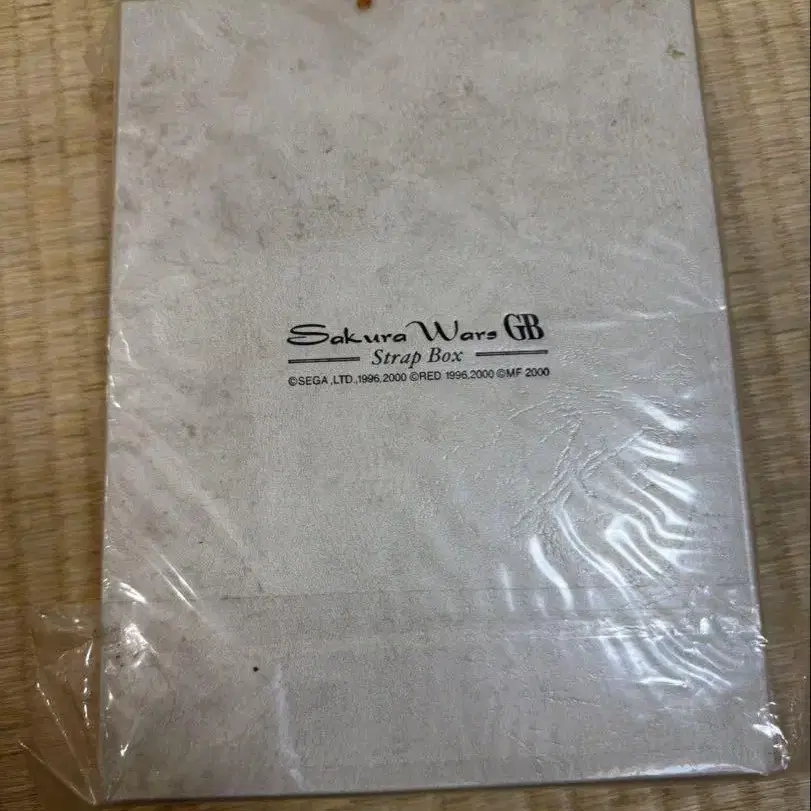 Sakura Wars GB
Strap Box
©SEGA ,LTD.,1996,2000 ©RED 1996,2000 ©MF 2000